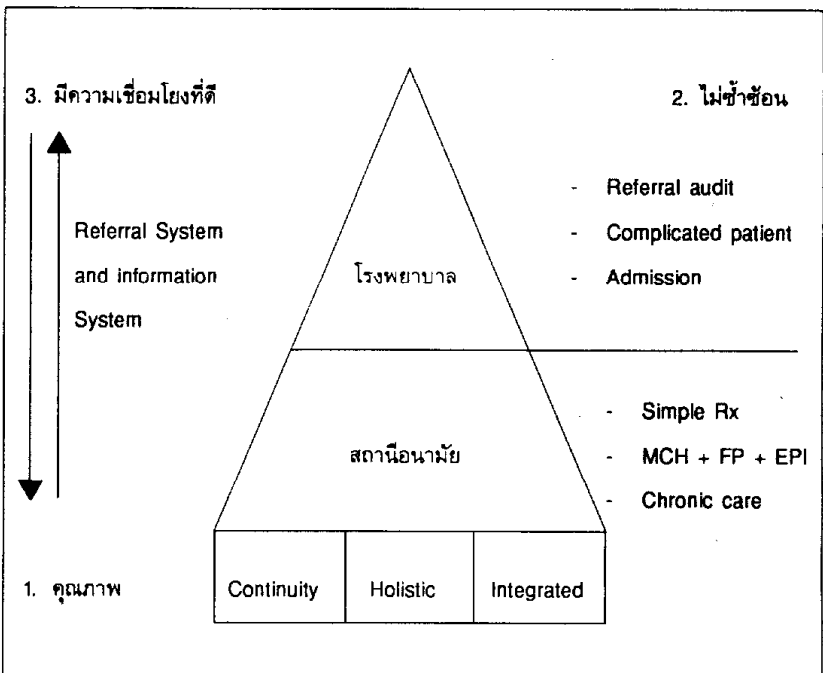 3. มีความเชื่อมโยงที่ดี
2. ไม่ซ้ำซ้อน
Referral System
and information
System
โรงพยาบาล
- Referral audit
- Complicated patient
- Admission
สถานีอนามัย
- Simple Rx
- MCH + FP + EPI
- Chronic care
1. คุณภาพ
Continuity
Holistic
Integrated